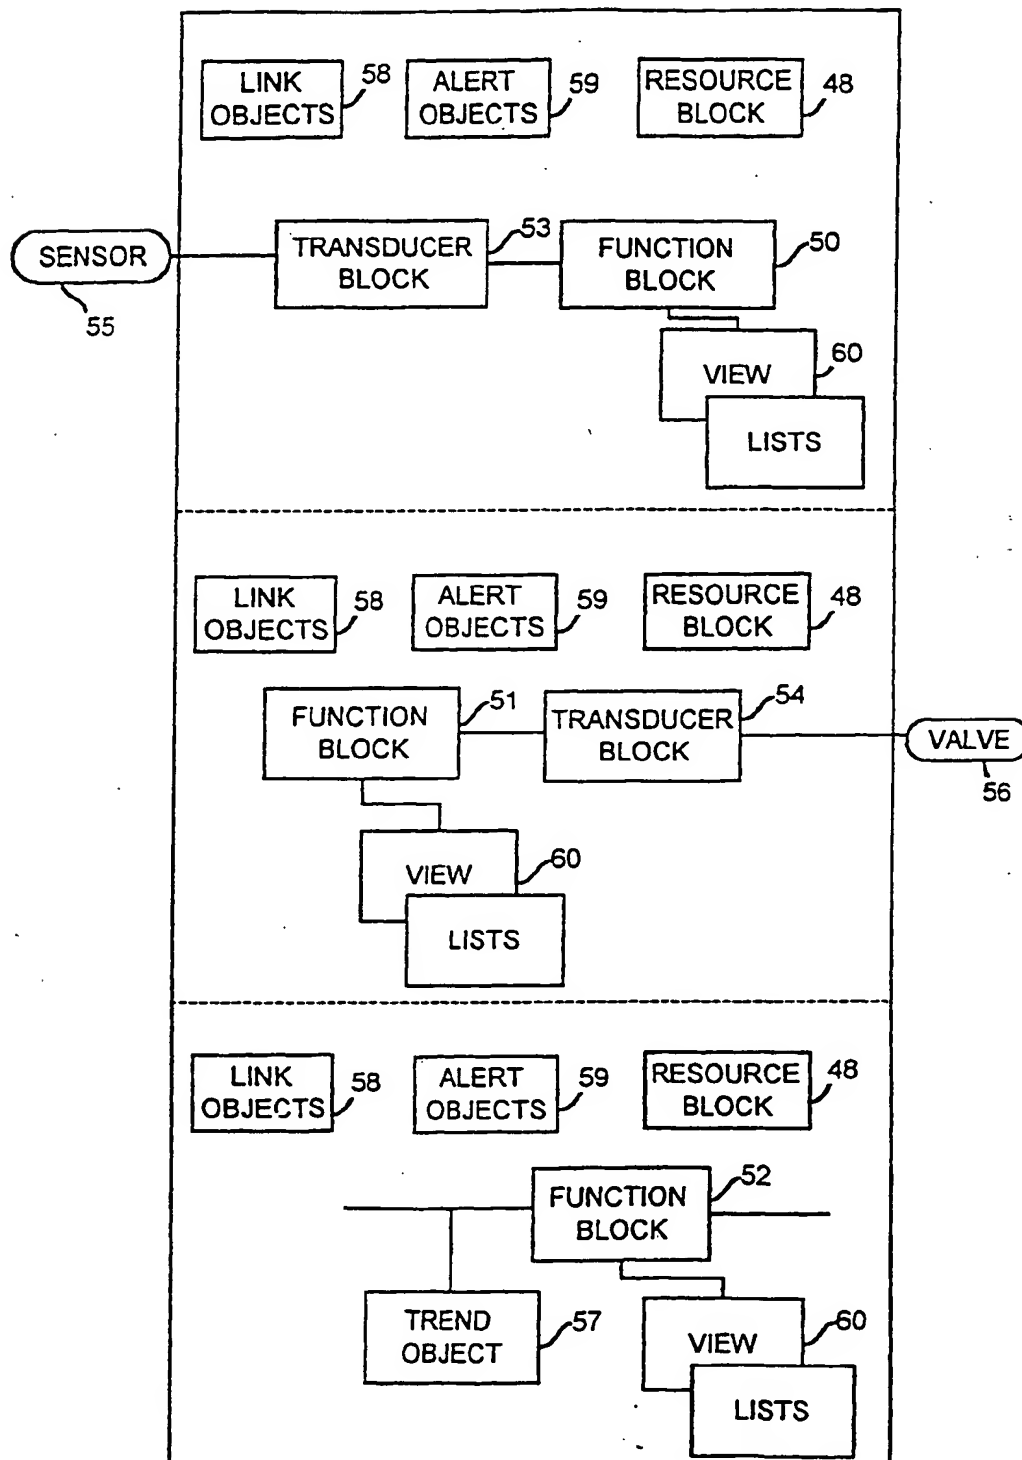 LINK
OBJECTS
58
ALERT
OBJECTS
59
RESOURCE
BLOCK
48
SENSOR
55
TRANSDUCER
BLOCK
53
FUNCTION
BLOCK
50
VIEW
60
LISTS
LINK
OBJECTS
58
ALERT
OBJECTS
59
RESOURCE
BLOCK
48
FUNCTION
BLOCK
51
TRANSDUCER
BLOCK
54
VALVE
56
VIEW
60
LISTS
LINK
OBJECTS
58
ALERT
OBJECTS
59
RESOURCE
BLOCK
48
FUNCTION
BLOCK
52
TREND
OBJECT
57
VIEW
60
LISTS